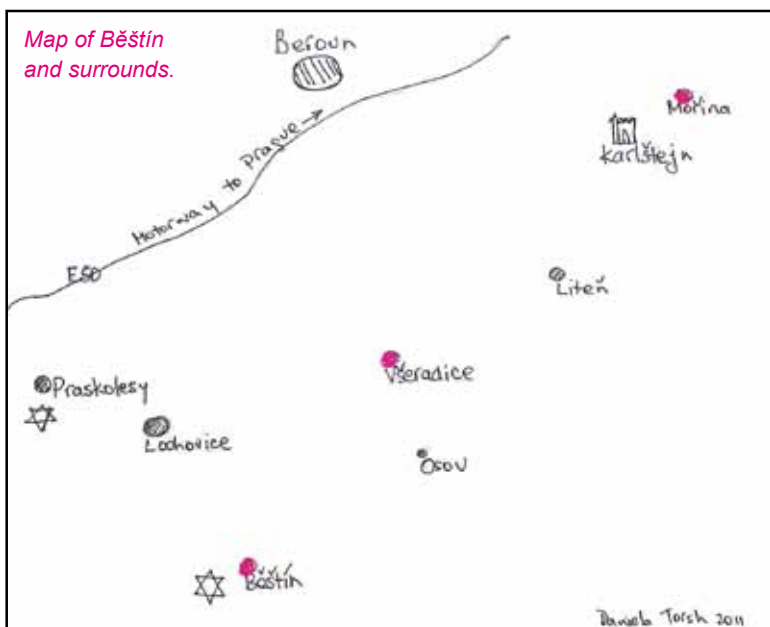 Map of Běštín
and surrounds.
Beroun
Mořina
Karlštejn
Motorway to Prague →
E50
Liteň
Všeradice
Praskolesy
Lochovice
Osov
Běštín
Daniela Torsh 2011